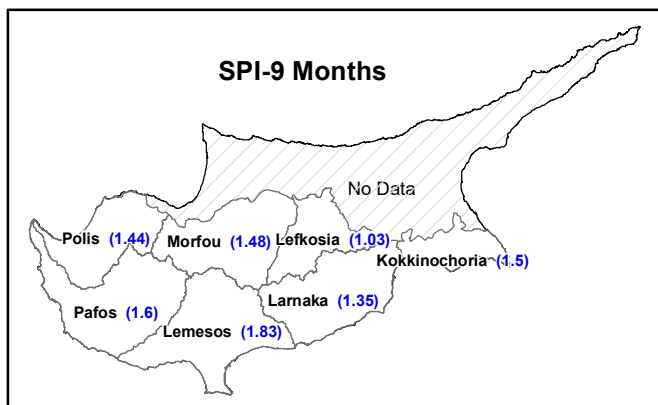 SPI-9 Months
No Data
Polis (1.44)
Morfou (1.48)
Lefkosia (1.03)
Kokkinochoria (1.5)
Pafos (1.6)
Larnaka (1.35)
Lemesos (1.83)